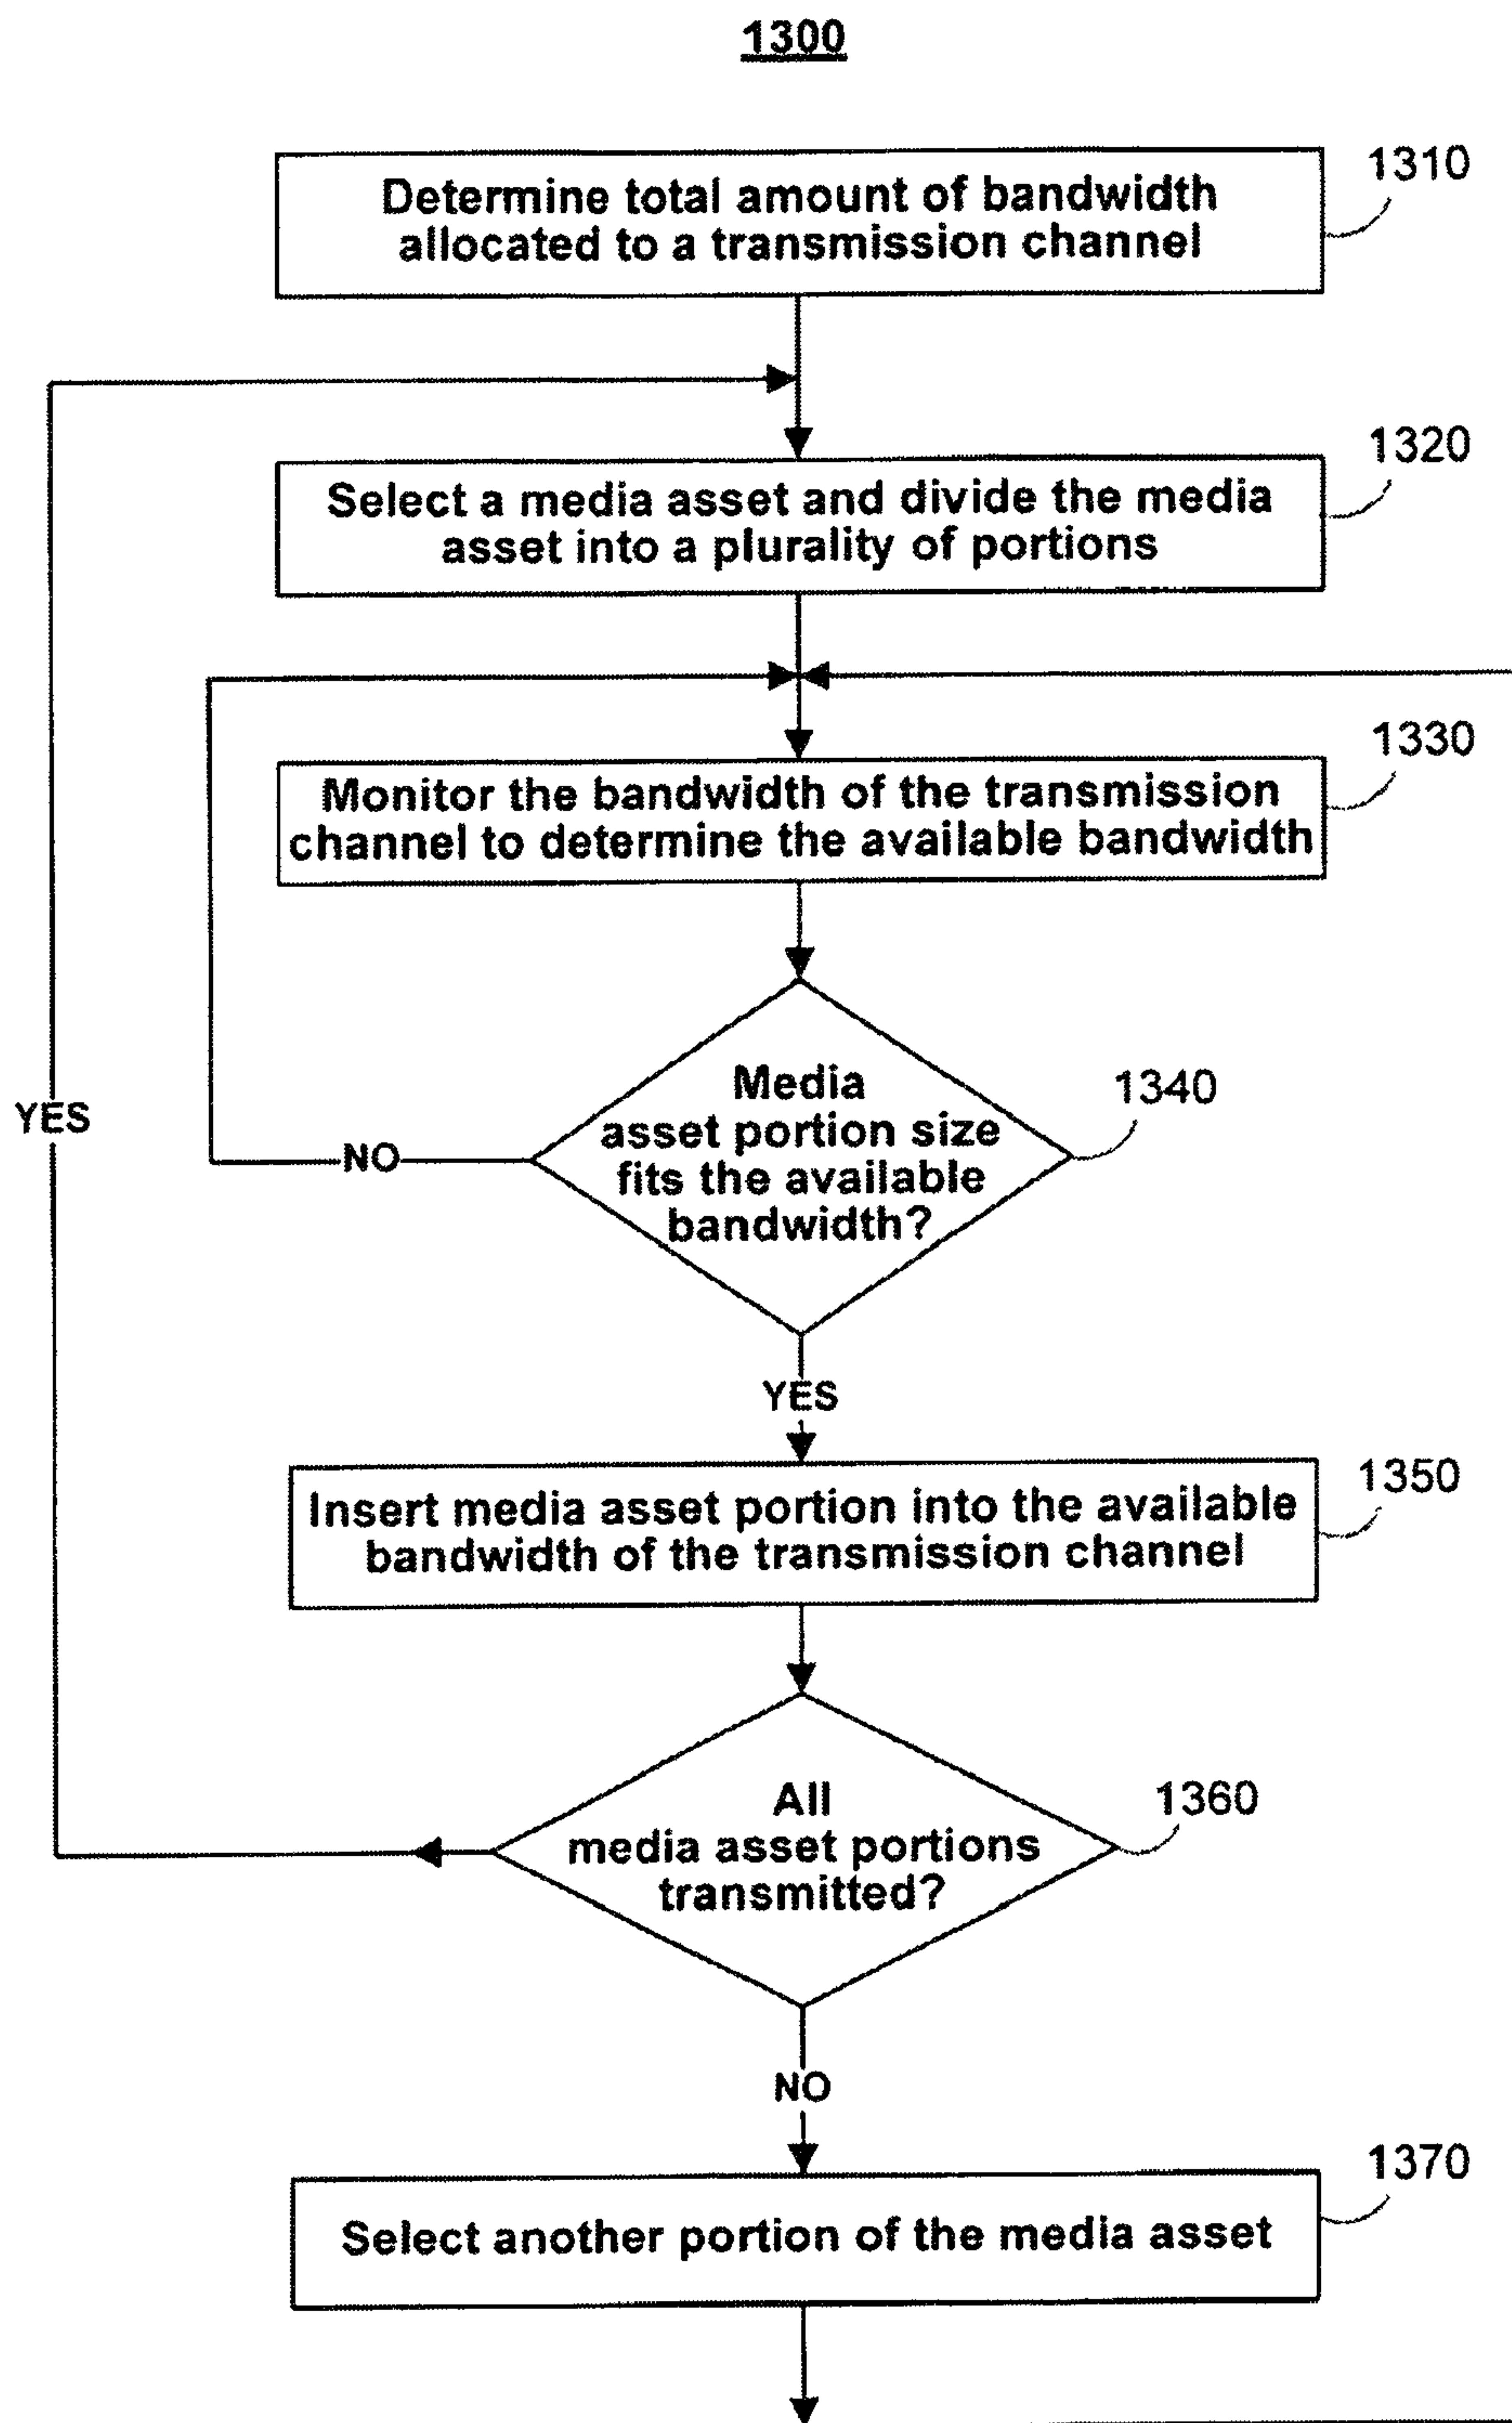 1300
1310
Determine total amount of bandwidth
allocated to a transmission channel
1320
Select a media asset and divide the media
asset into a plurality of portions
1330
Monitor the bandwidth of the transmission
channel to determine the available bandwidth
1340
Media
asset portion size
fits the available
bandwidth?
YES
NO
YES
1350
Insert media asset portion into the available
bandwidth of the transmission channel
1360
All
media asset portions
transmitted?
NO
1370
Select another portion of the media asset